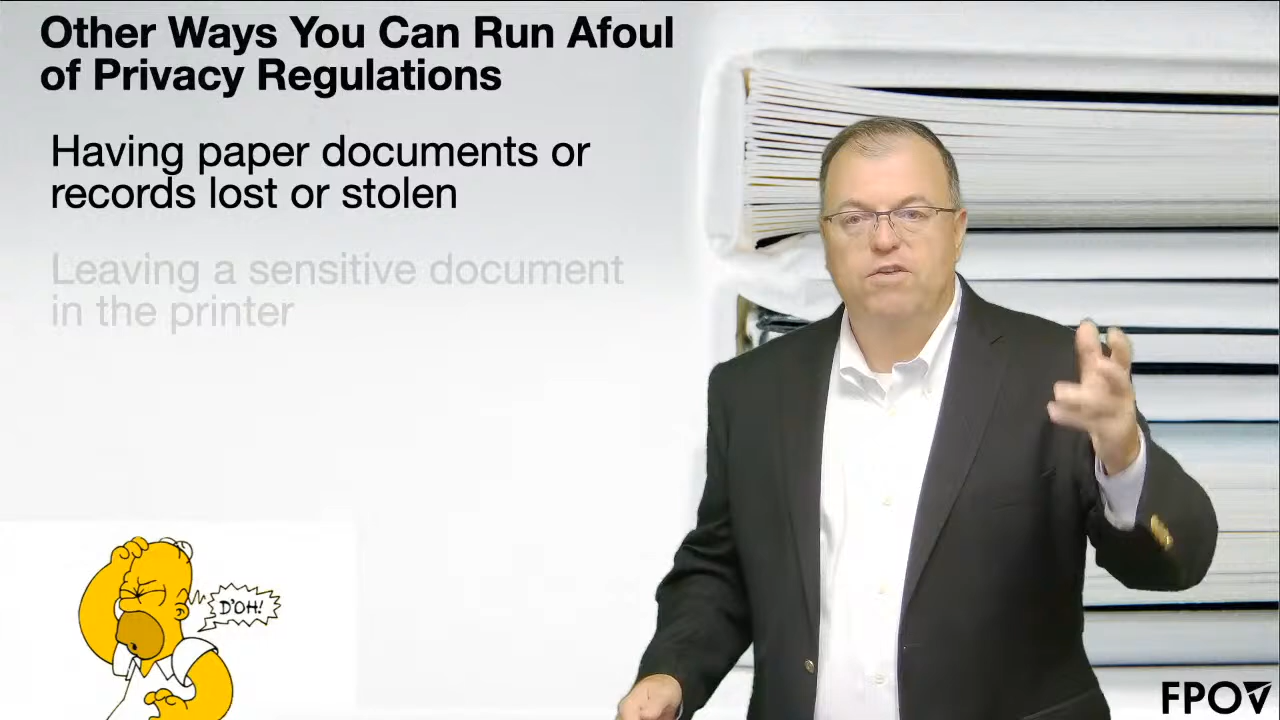 Other Ways You Can Run Afoul
of Privacy Regulations
Having paper documents or
records lost or stolen
Leaving a sensitive document
in the printer
D'OH!
FPOV